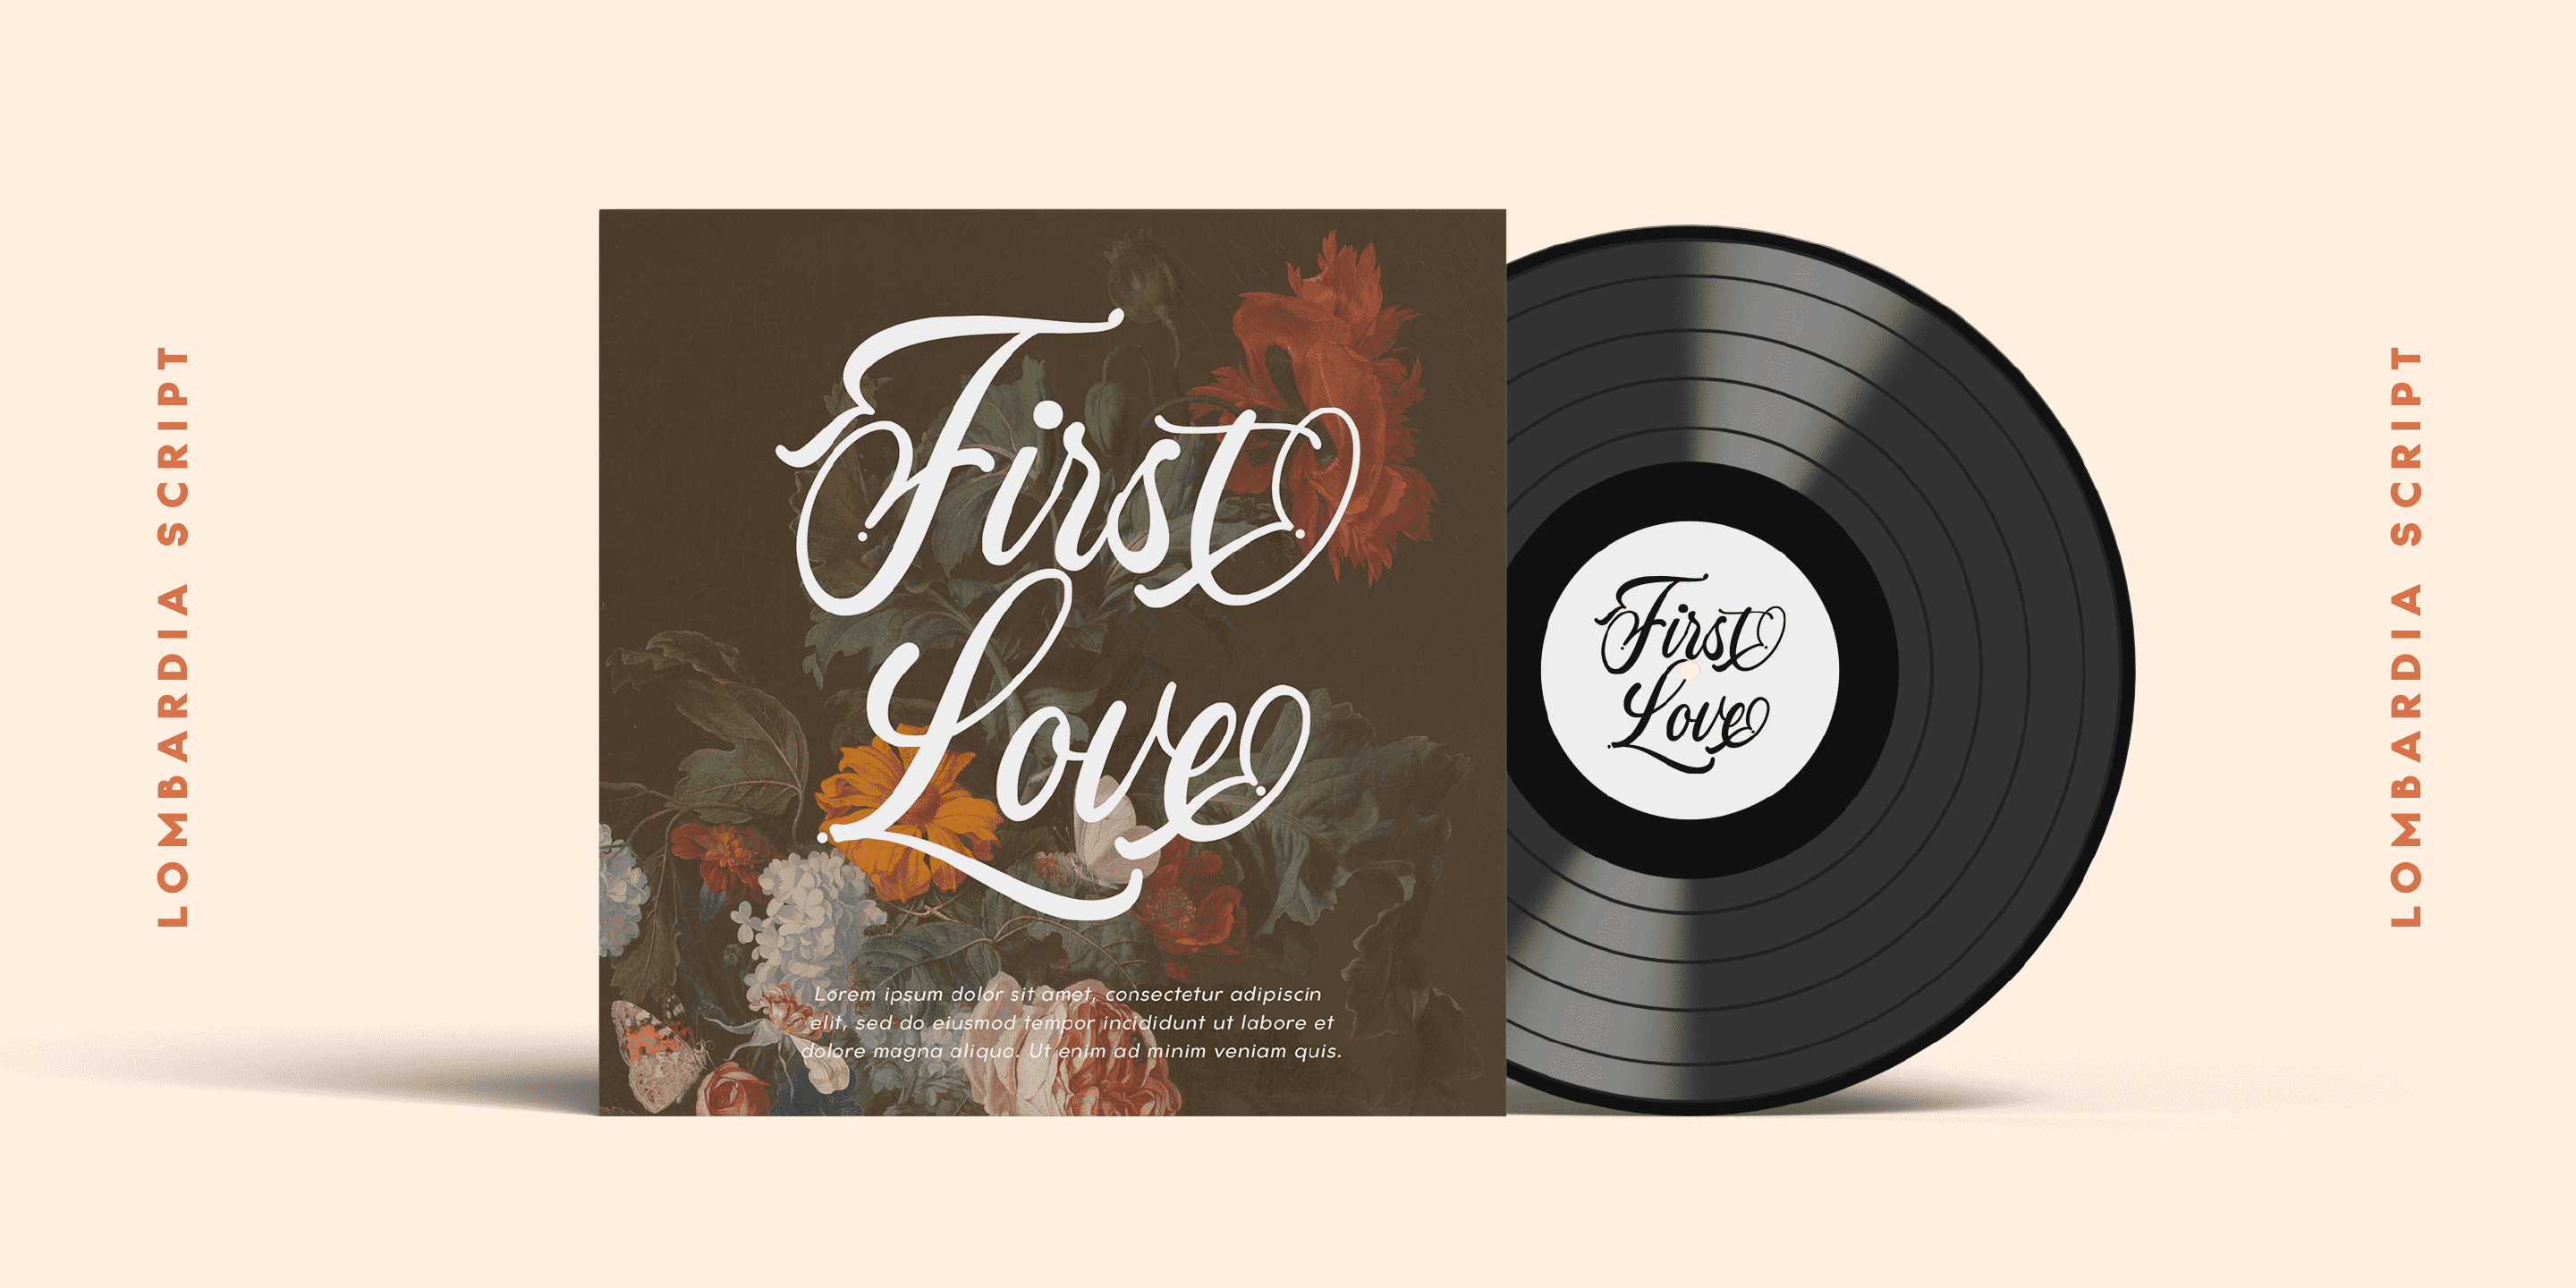 LOMBARDIA SCRIPT
First
Love
Lorem ipsum dolor sit amet, consectetur adipiscin
elit, sed do eiusmod tempor incididunt ut labore et
dolore magna aliqua. Ut enim ad minim veniam quis.
First
Love
LOMBARDIA SCRIPT